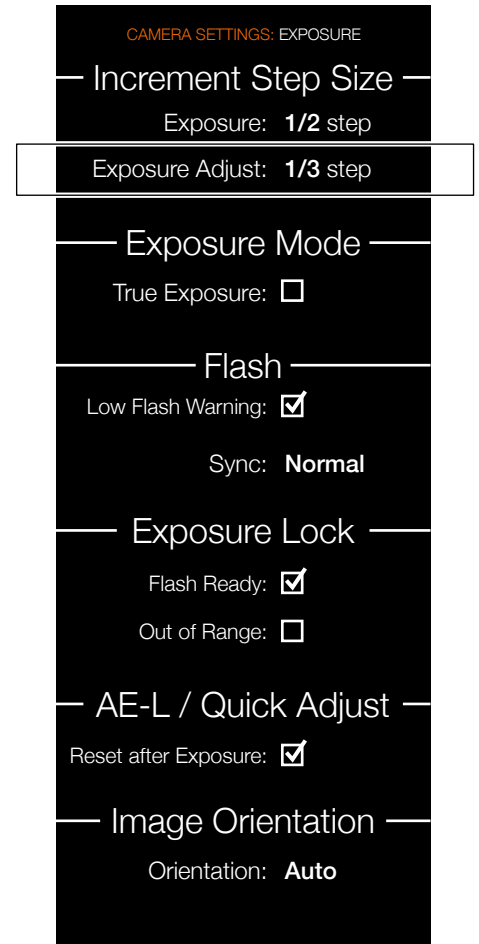 CAMERA SETTINGS: EXPOSURE
Increment Step Size
Exposure: 1/2 step
Exposure Adjust: 1/3 step
Exposure Mode
True Exposure:
Flash
Low Flash Warning:
Sync: Normal
Exposure Lock
Flash Ready:
Out of Range:
AE-L / Quick Adjust
Reset after Exposure:
Image Orientation
Orientation: Auto